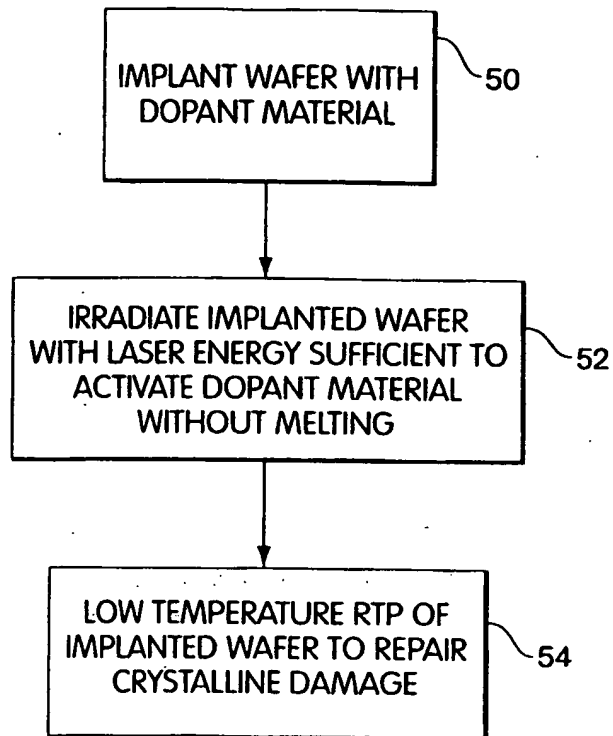 IMPLANT WAFER WITH
DOPANT MATERIAL
50
IRRADIATE IMPLANTED WAFER
WITH LASER ENERGY SUFFICIENT TO
ACTIVATE DOPANT MATERIAL
WITHOUT MELTING
52
LOW TEMPERATURE RTP OF
IMPLANTED WAFER TO REPAIR
CRYSTALLINE DAMAGE
54